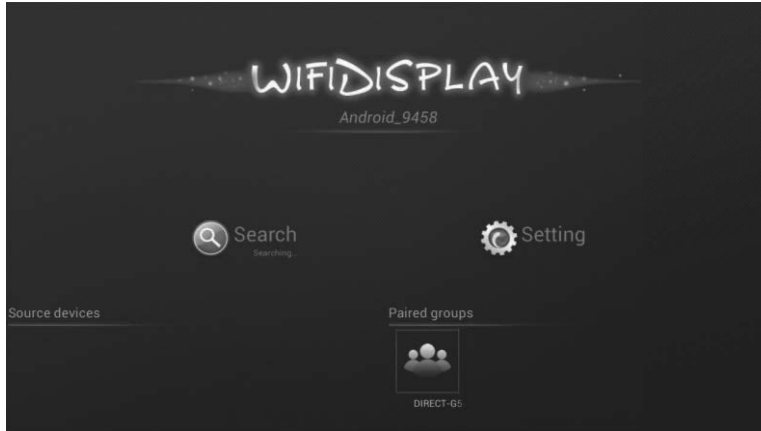 WIFIDISPLAY
Android_9458
Search
Searching...
Setting
Source devices
Paired groups
DIRECT-G5